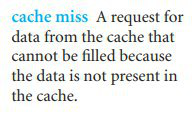 cache miss A request for
data from the cache that
cannot be filled because
the data is not present in
the cache.